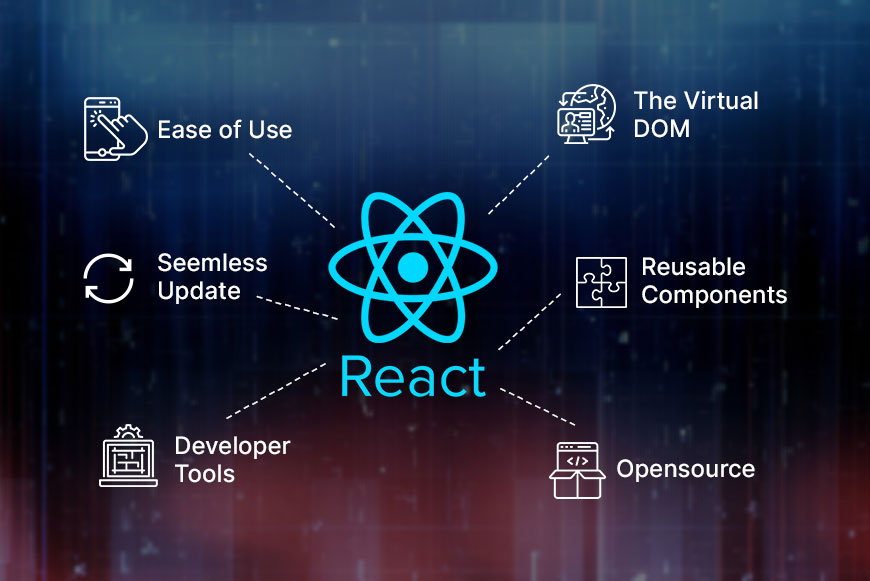 Ease of Use
The Virtual
DOM
Seemless
Update
Reusable
Components
React
Developer
Tools
Opensource